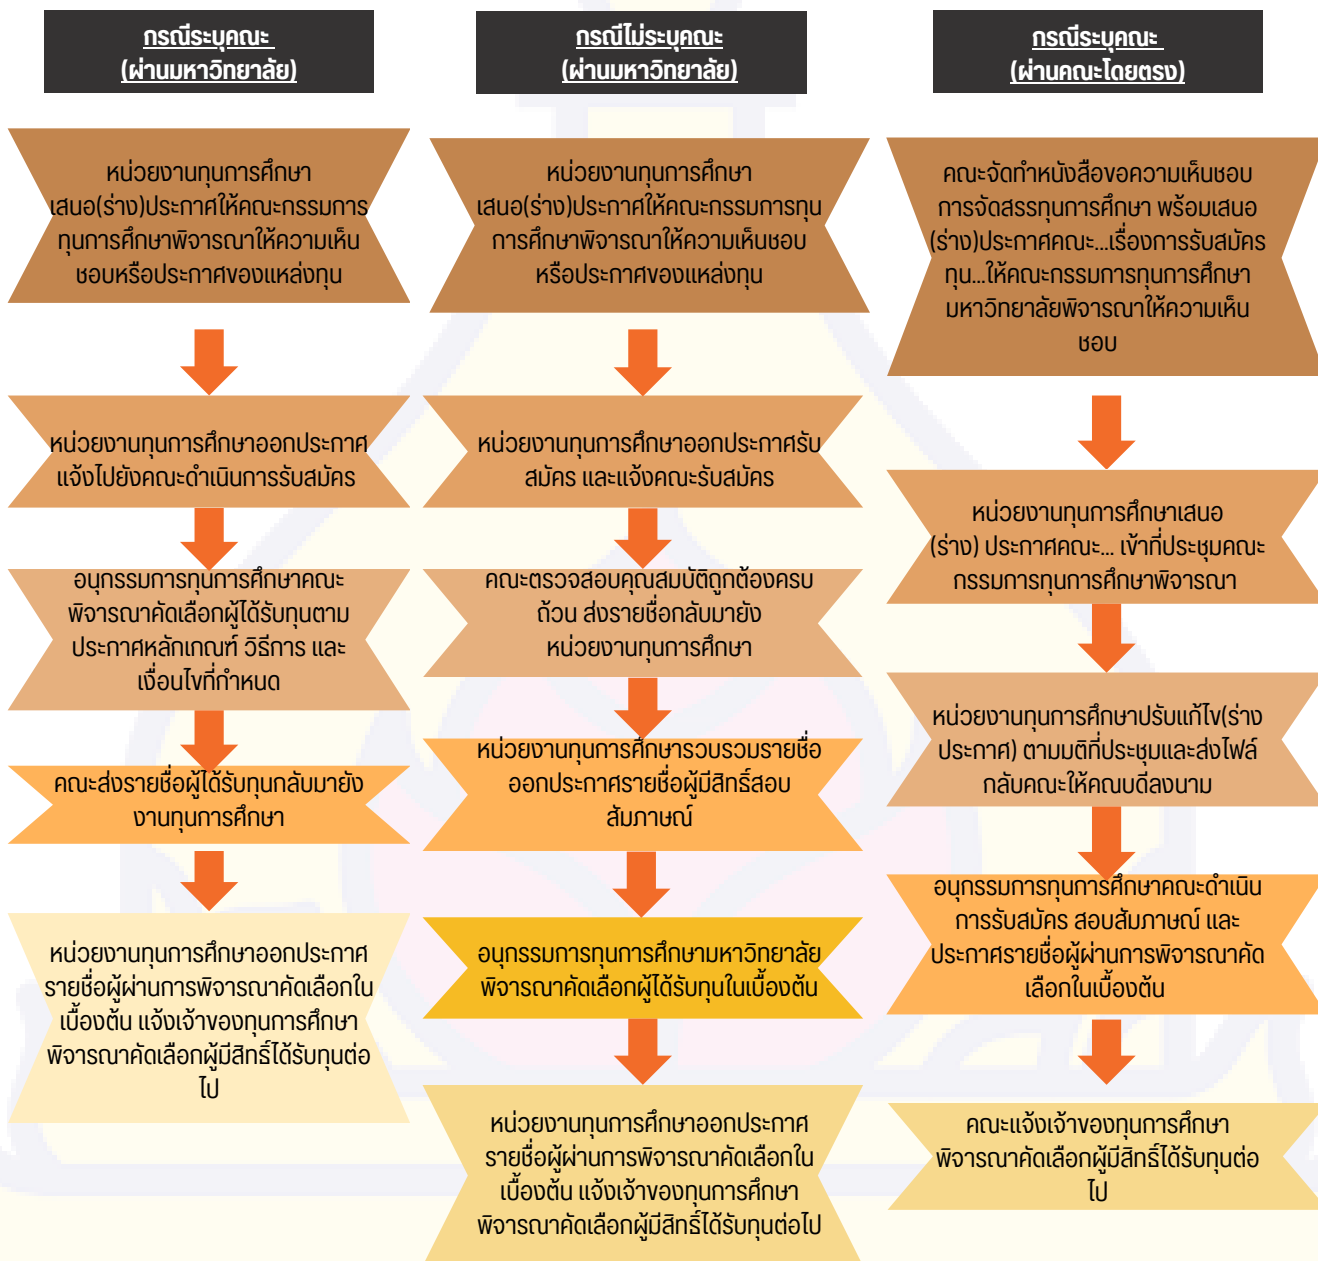 กรณีระบุคณะ
(ผ่านมหาวิทยาลัย)
หน่วยงานทุนการศึกษา
เสนอ(ร่าง)ประกาศให้คณะกรรมการ
ทุนการศึกษาพิจารณาให้ความเห็น
ชอบหรือประกาศของแหล่งทุน
หน่วยงานทุนการศึกษาออกประกาศ
แจ้งไปยังคณะดำเนินการรับสมัคร
อนุกรรมการทุนการศึกษาคณะ
พิจารณาคัดเลือกผู้ได้รับทุนตาม
ประกาศหลักเกณฑ์ วิธีการ และ
เงื่อนไขที่กำหนด
คณะส่งรายชื่อผู้ได้รับทุนกลับมายัง
งานทุนการศึกษา
หน่วยงานทุนการศึกษาออกประกาศ
รายชื่อผู้ผ่านการพิจารณาคัดเลือกใน
เบื้องต้น แจ้งเจ้าของทุนการศึกษา
พิจารณาคัดเลือกผู้มีสิทธิ์ได้รับทุนต่อ
ไป
กรณีไม่ระบุคณะ
(ผ่านมหาวิทยาลัย)
หน่วยงานทุนการศึกษา
เสนอ(ร่าง)ประกาศให้คณะกรรมการทุน
การศึกษาพิจารณาให้ความเห็นชอบ
หรือประกาศของแหล่งทุน
หน่วยงานทุนการศึกษาออกประกาศรับ
สมัคร และแจ้งคณะรับสมัคร
คณะตรวจสอบคุณสมบัติถูกต้องครบ
ถ้วน ส่งรายชื่อกลับมายัง
หน่วยงานทุนการศึกษา
หน่วยงานทุนการศึกษารวบรวมรายชื่อ
ออกประกาศรายชื่อผู้มีสิทธิ์สอบ
สัมภาษณ์
อนุกรรมการทุนการศึกษามหาวิทยาลัย
พิจารณาคัดเลือกผู้ได้รับทุนในเบื้องต้น
หน่วยงานทุนการศึกษาออกประกาศ
รายชื่อผู้ผ่านการพิจารณาคัดเลือกใน
เบื้องต้น แจ้งเจ้าของทุนการศึกษา
พิจารณาคัดเลือกผู้มีสิทธิ์ได้รับทุนต่อไป
กรณีระบุคณะ
(ผ่านคณะโดยตรง)
คณะจัดทำหนังสือขอความเห็นชอบ
การจัดสรรทุนการศึกษา พร้อมเสนอ
(ร่าง)ประกาศคณะ...เรื่องการรับสมัคร
ทุน...ให้คณะกรรมการทุนการศึกษา
มหาวิทยาลัยพิจารณาให้ความเห็น
ชอบ
หน่วยงานทุนการศึกษาเสนอ
(ร่าง) ประกาศคณะ... เข้าที่ประชุมคณะ
กรรมการทุนการศึกษาพิจารณา
หน่วยงานทุนการศึกษาปรับแก้ไข(ร่าง
ประกาศ) ตามมติที่ประชุมและส่งไฟล์
กลับคณะให้คณบดีลงนาม
อนุกรรมการทุนการศึกษาคณะดำเนิน
การรับสมัคร สอบสัมภาษณ์ และ
ประกาศรายชื่อผู้ผ่านการพิจารณาคัด
เลือกในเบื้องต้น
คณะแจ้งเจ้าของทุนการศึกษา
พิจารณาคัดเลือกผู้มีสิทธิ์ได้รับทุนต่อ
ไป